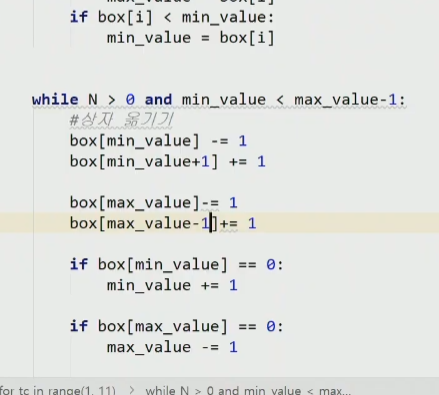 if box[i] < min_value:
min_value = box[i]
while N > 0 and min_value < max_value-1:
#상자 옮기기
box[min_value] -= 1
box[min_value+1] += 1
box[max_value]-= 1
box[max_value-1]+= 1
if box[min_value] == 0:
min_value += 1
if box[max_value] == 0:
max_value -= 1
for tc in range(1, 11) > while N > 0 and min_value < max...